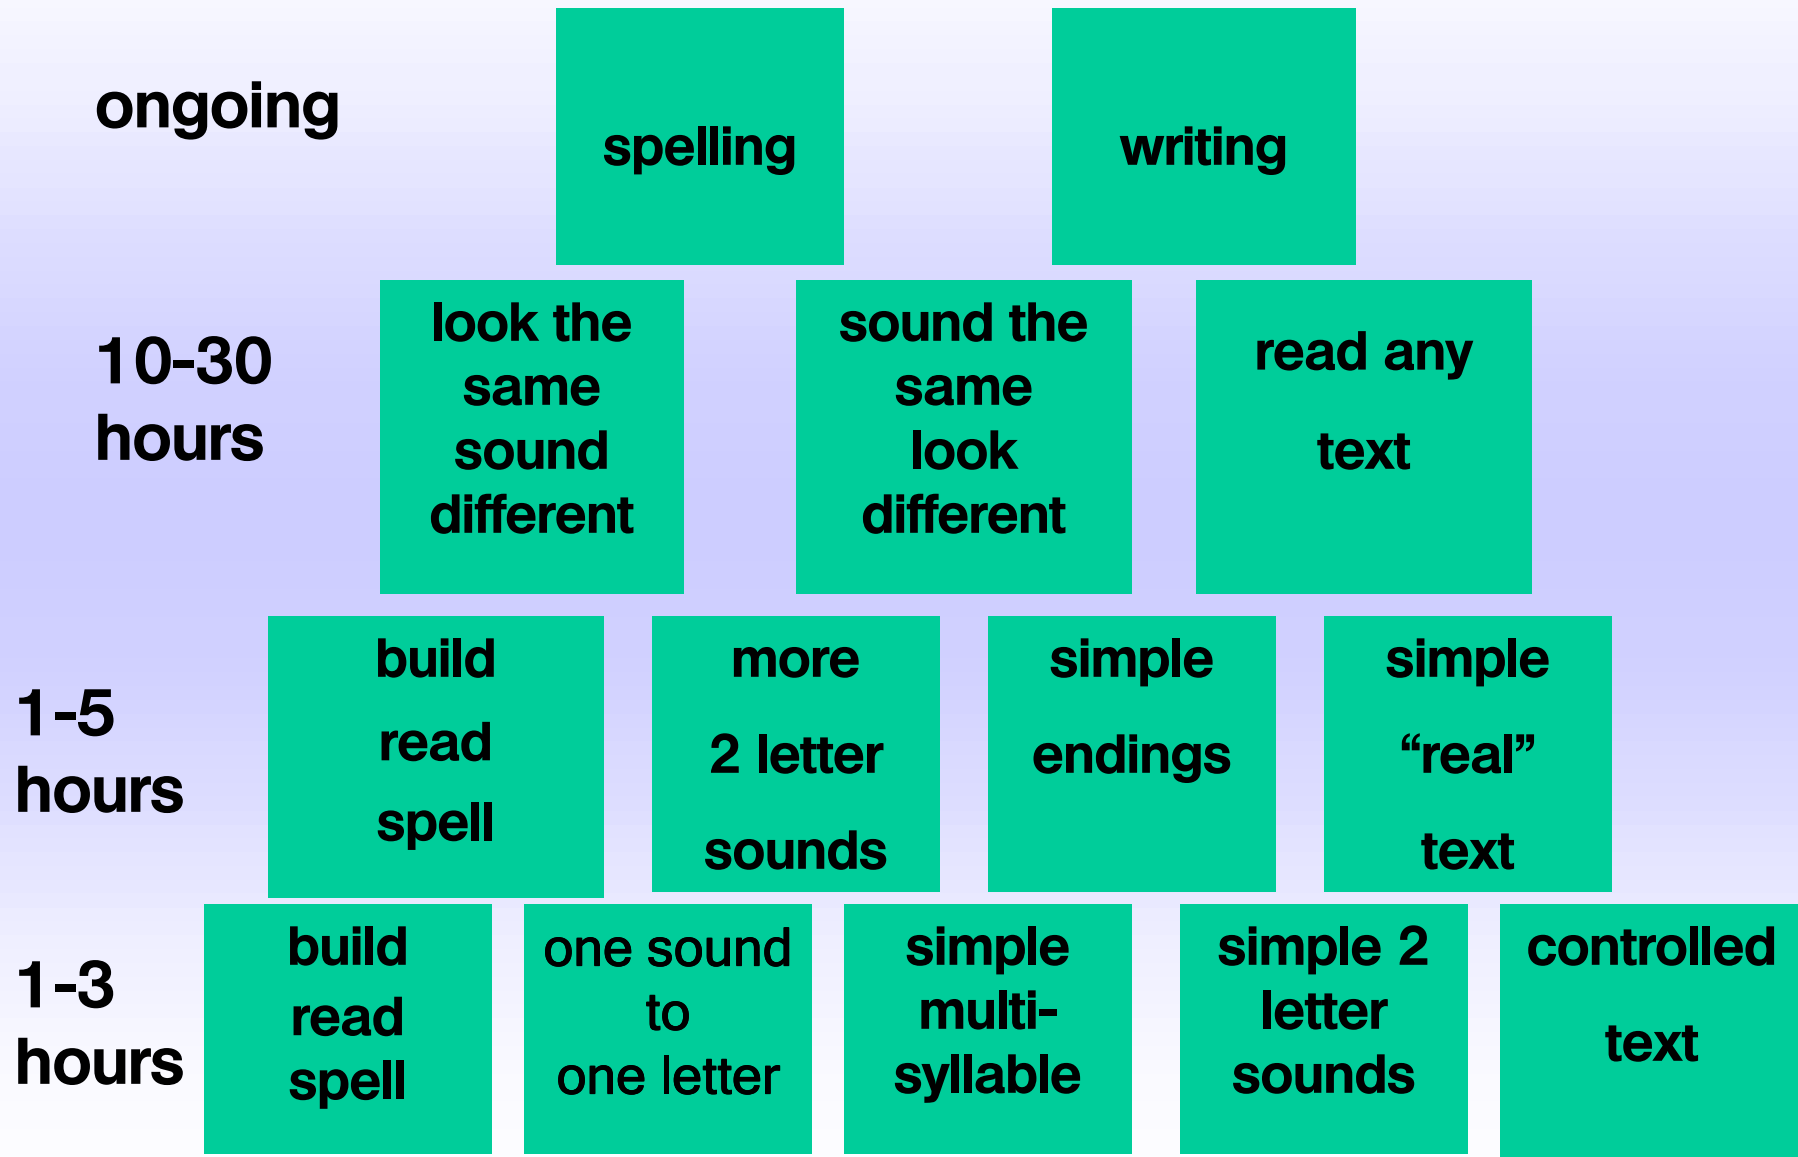 ongoing
spelling
writing
10-30
hours
look the
same
sound
different
sound the
same
look
different
read any
text
1-5
hours
build
read
spell
more
2 letter
sounds
simple
endings
simple
“real”
text
1-3
hours
build
read
spell
one sound
to
one letter
simple
multi-
syllable
simple 2
letter
sounds
controlled
text